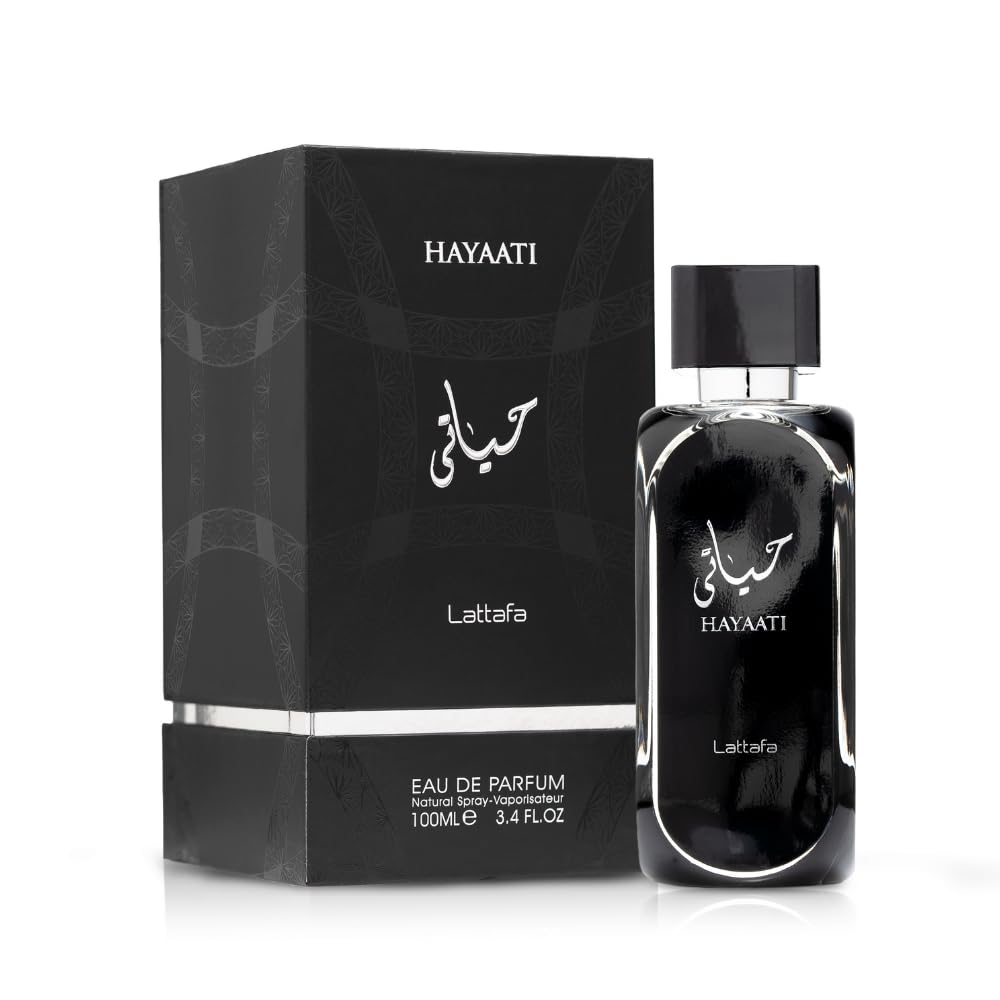 HAYAATI
حياتي
Lattafa
EAU DE PARFUM
Natural Spray-Vaporisateur
100MLe 3.4 FL.OZ
حياتي
HAYAATI
Lattafa